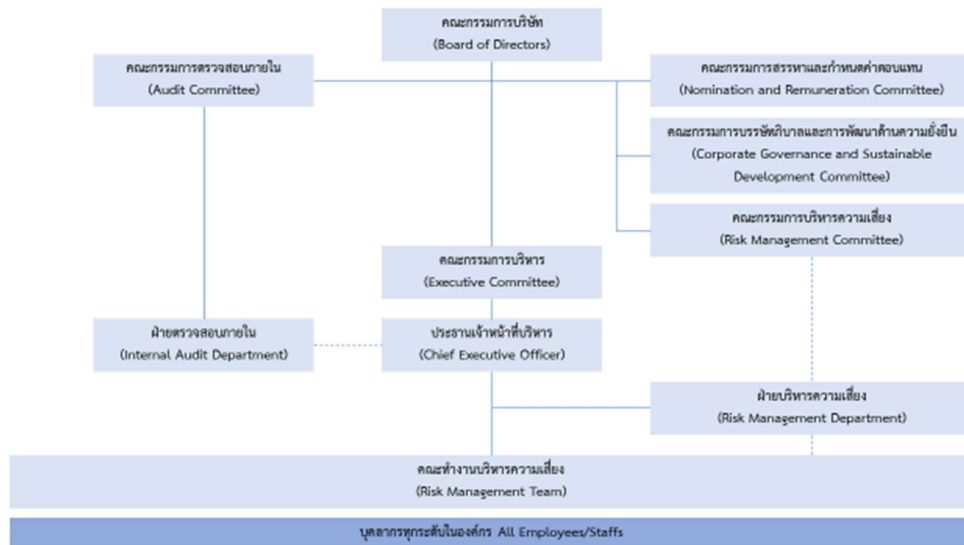 คณะกรรมการบริษัท
(Board of Directors)
คณะกรรมการตรวจสอบภายใน
(Audit Committee)
คณะกรรมการสรรหาและกำหนดค่าตอบแทน
(Nomination and Remuneration Committee)
คณะกรรมการบรรษัทภิบาลและการพัฒนาด้านความยั่งยืน
(Corporate Governance and Sustainable
Development Committee)
คณะกรรมการบริหารความเสี่ยง
(Risk Management Committee)
คณะกรรมการบริหาร
(Executive Committee)
ฝ่ายตรวจสอบภายใน
(Internal Audit Department)
ประธานเจ้าหน้าที่บริหาร
(Chief Executive Officer)
ฝ่ายบริหารความเสี่ยง
(Risk Management Department)
คณะทำงานบริหารความเสี่ยง
(Risk Management Team)
บุคลากรทุกระดับในองค์กร All Employees/Staffs